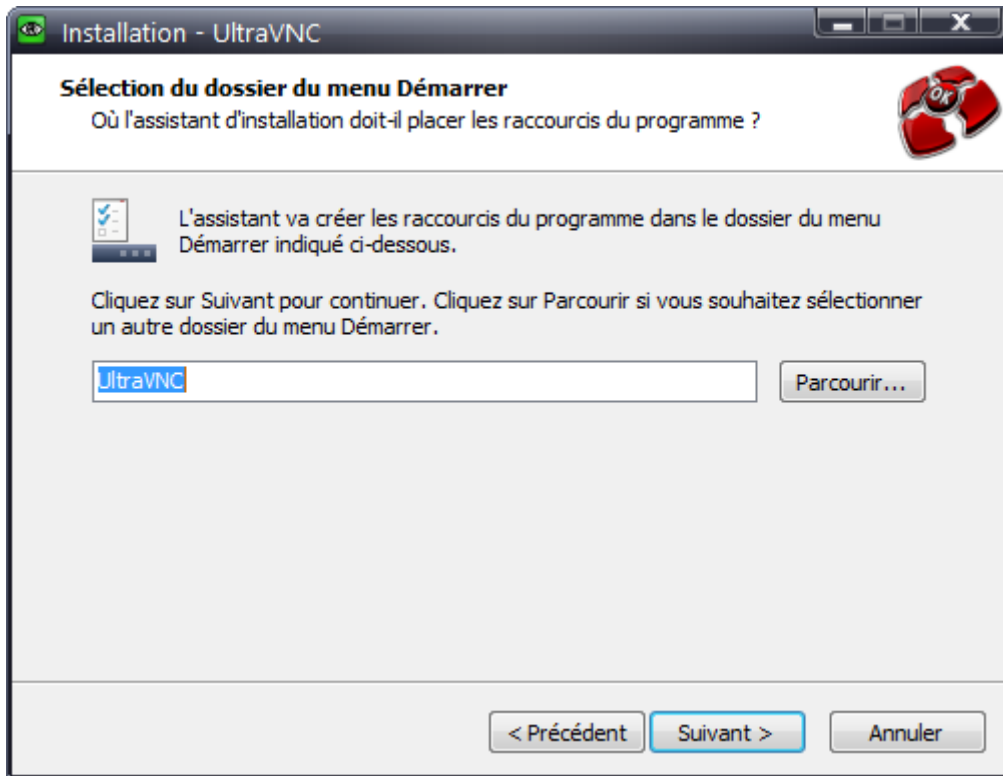 Installation - UltraVNC
Sélection du dossier du menu Démarrer
Où l'assistant d'installation doit-il placer les raccourcis du programme ?
OK
L'assistant va créer les raccourcis du programme dans le dossier du menu
Démarrer indiqué ci-dessous.
Cliquez sur Suivant pour continuer. Cliquez sur Parcourir si vous souhaitez sélectionner
un autre dossier du menu Démarrer.
UltraVNC
Parcourir...
< Précédent
Suivant >
Annuler